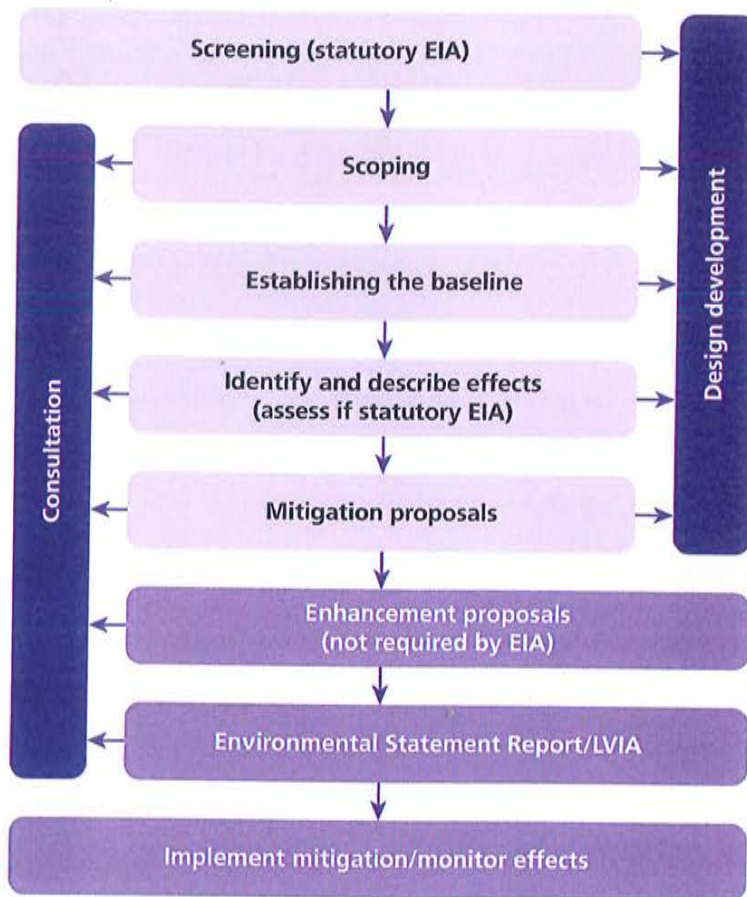 Screening (statutory EIA)
Scoping
Establishing the baseline
Identify and describe effects
(assess if statutory EIA)
Mitigation proposals
Enhancement proposals
(not required by EIA)
Environmental Statement Report/LVIA
Implement mitigation/monitor effects
Consultation
Design development